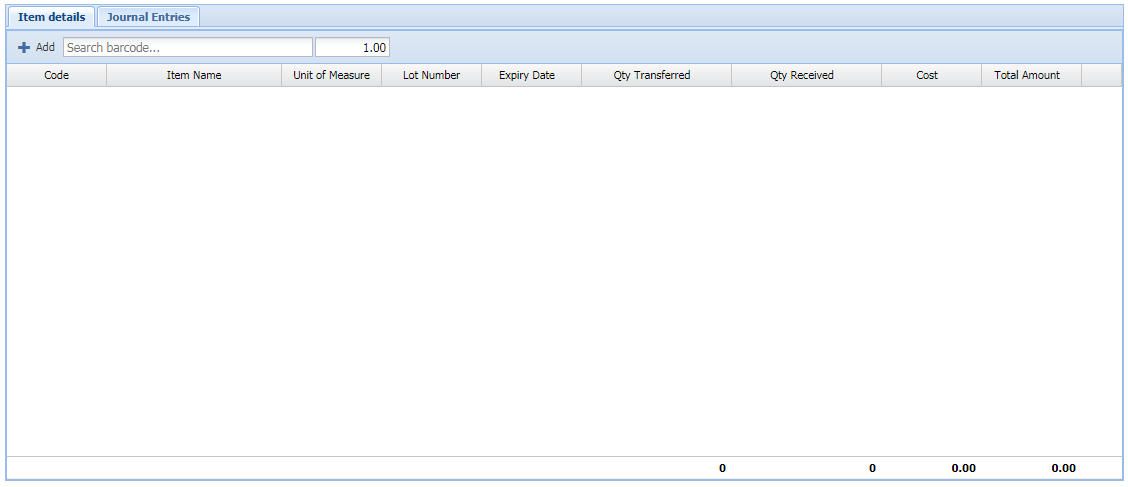 Item details Journal Entries
Add Search barcode... 1.00
Code Item Name Unit of Measure Lot Number Expiry Date Qty Transferred Qty Received Cost Total Amount
0 0 0.00 0.00